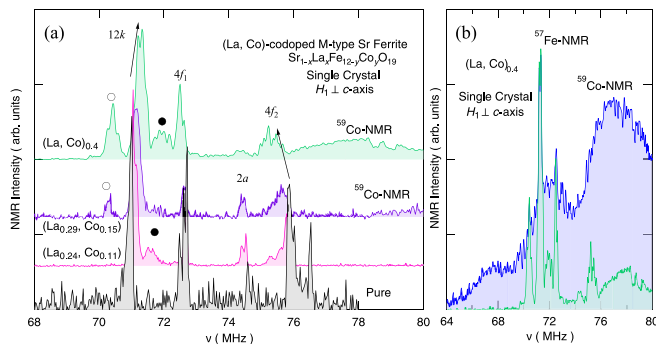 (a)
12k
(La, Co)-codoped M-type Sr Ferrite
Sr1-xLaxFe12-yCoyO19
Single Crystal
H1 ⊥ c-axis
4f1
4f2
(La, Co)0.4
59Co-NMR
2a
59Co-NMR
(La0.29, Co0.15)
(La0.24, Co0.11)
Pure
NMR Intensity ( arb, units )
68 70 72 74 76 78 80
ν ( MHz )
(b)
57Fe-NMR
(La, Co)0.4
59Co-NMR
Single Crystal
H1 ⊥ c-axis
NMR Intensity ( arb, units )
64 67 70 73 76 80
ν ( MHz )